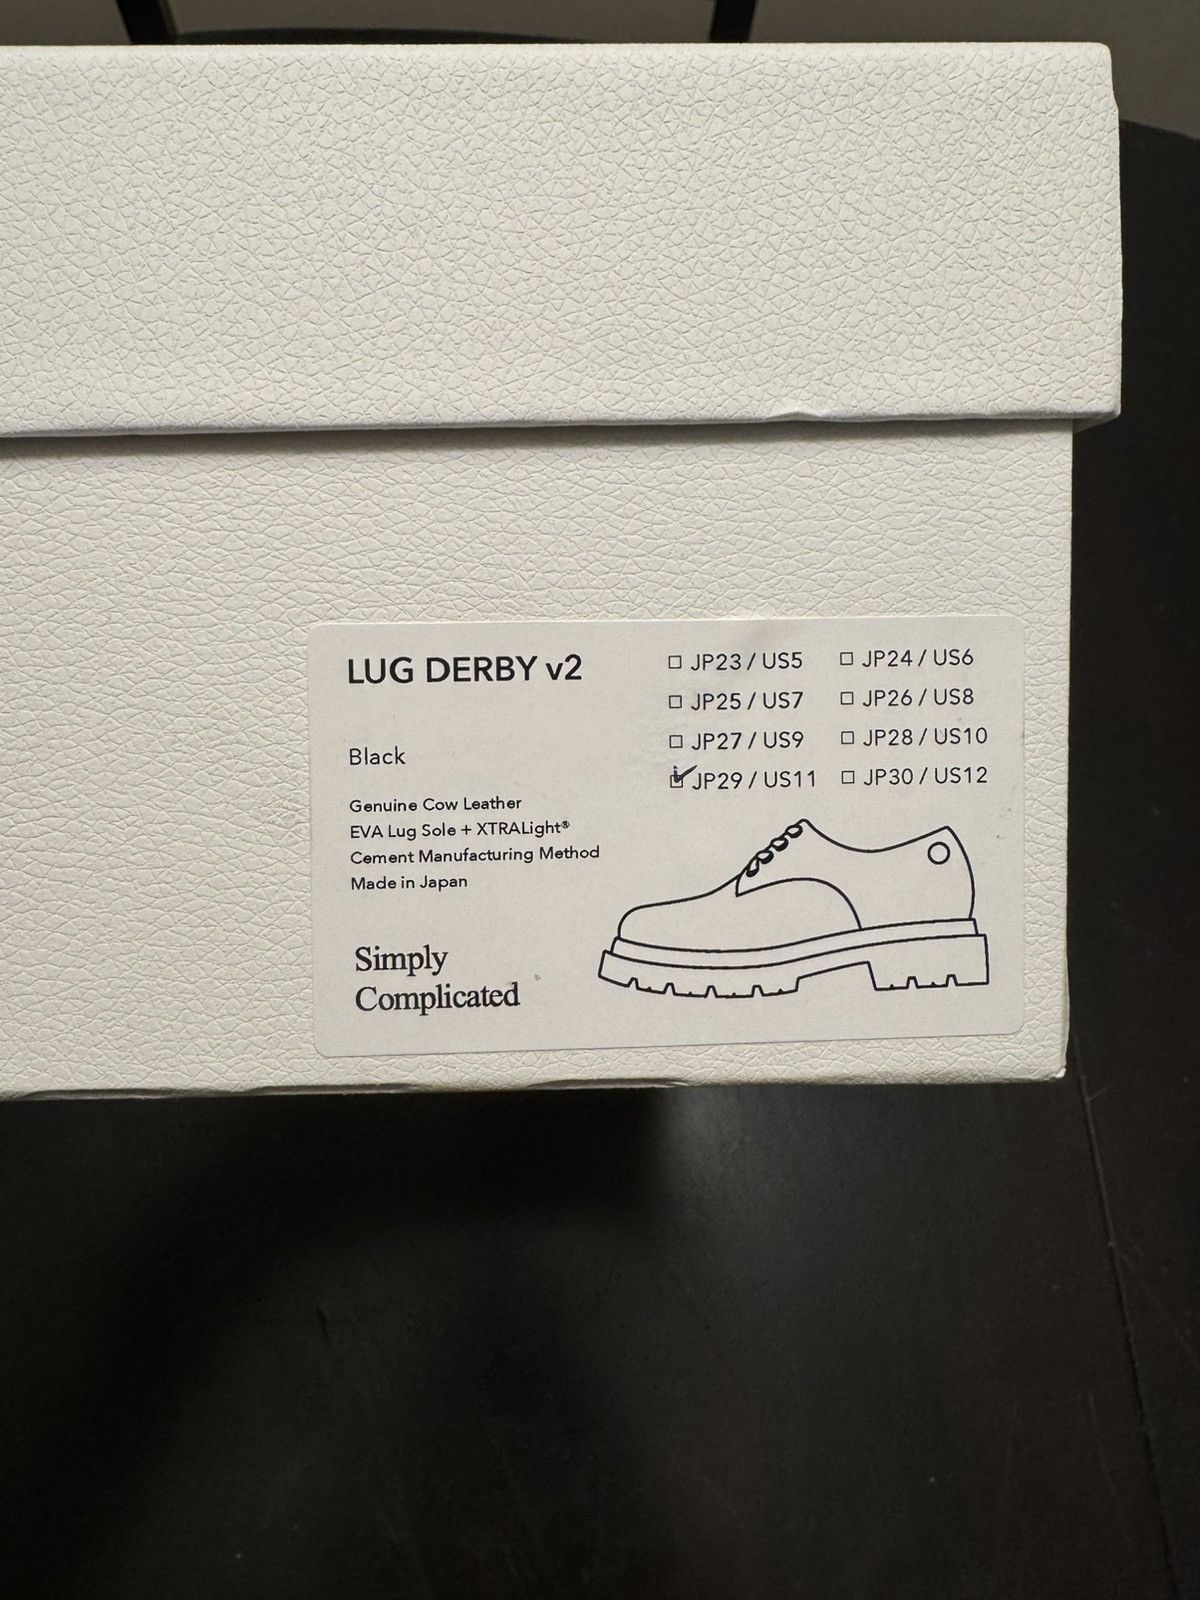 LUG DERBY v2
Black
Genuine Cow Leather
EVA Lug Sole + XTRALight®
Cement Manufacturing Method
Made in Japan
Simply
Complicated
☐ JP23 / US5 ☐ JP24 / US6
☐ JP25 / US7 ☐ JP26 / US8
☐ JP27 / US9 ☐ JP28 / US10
☑ JP29 / US11 ☐ JP30 / US12